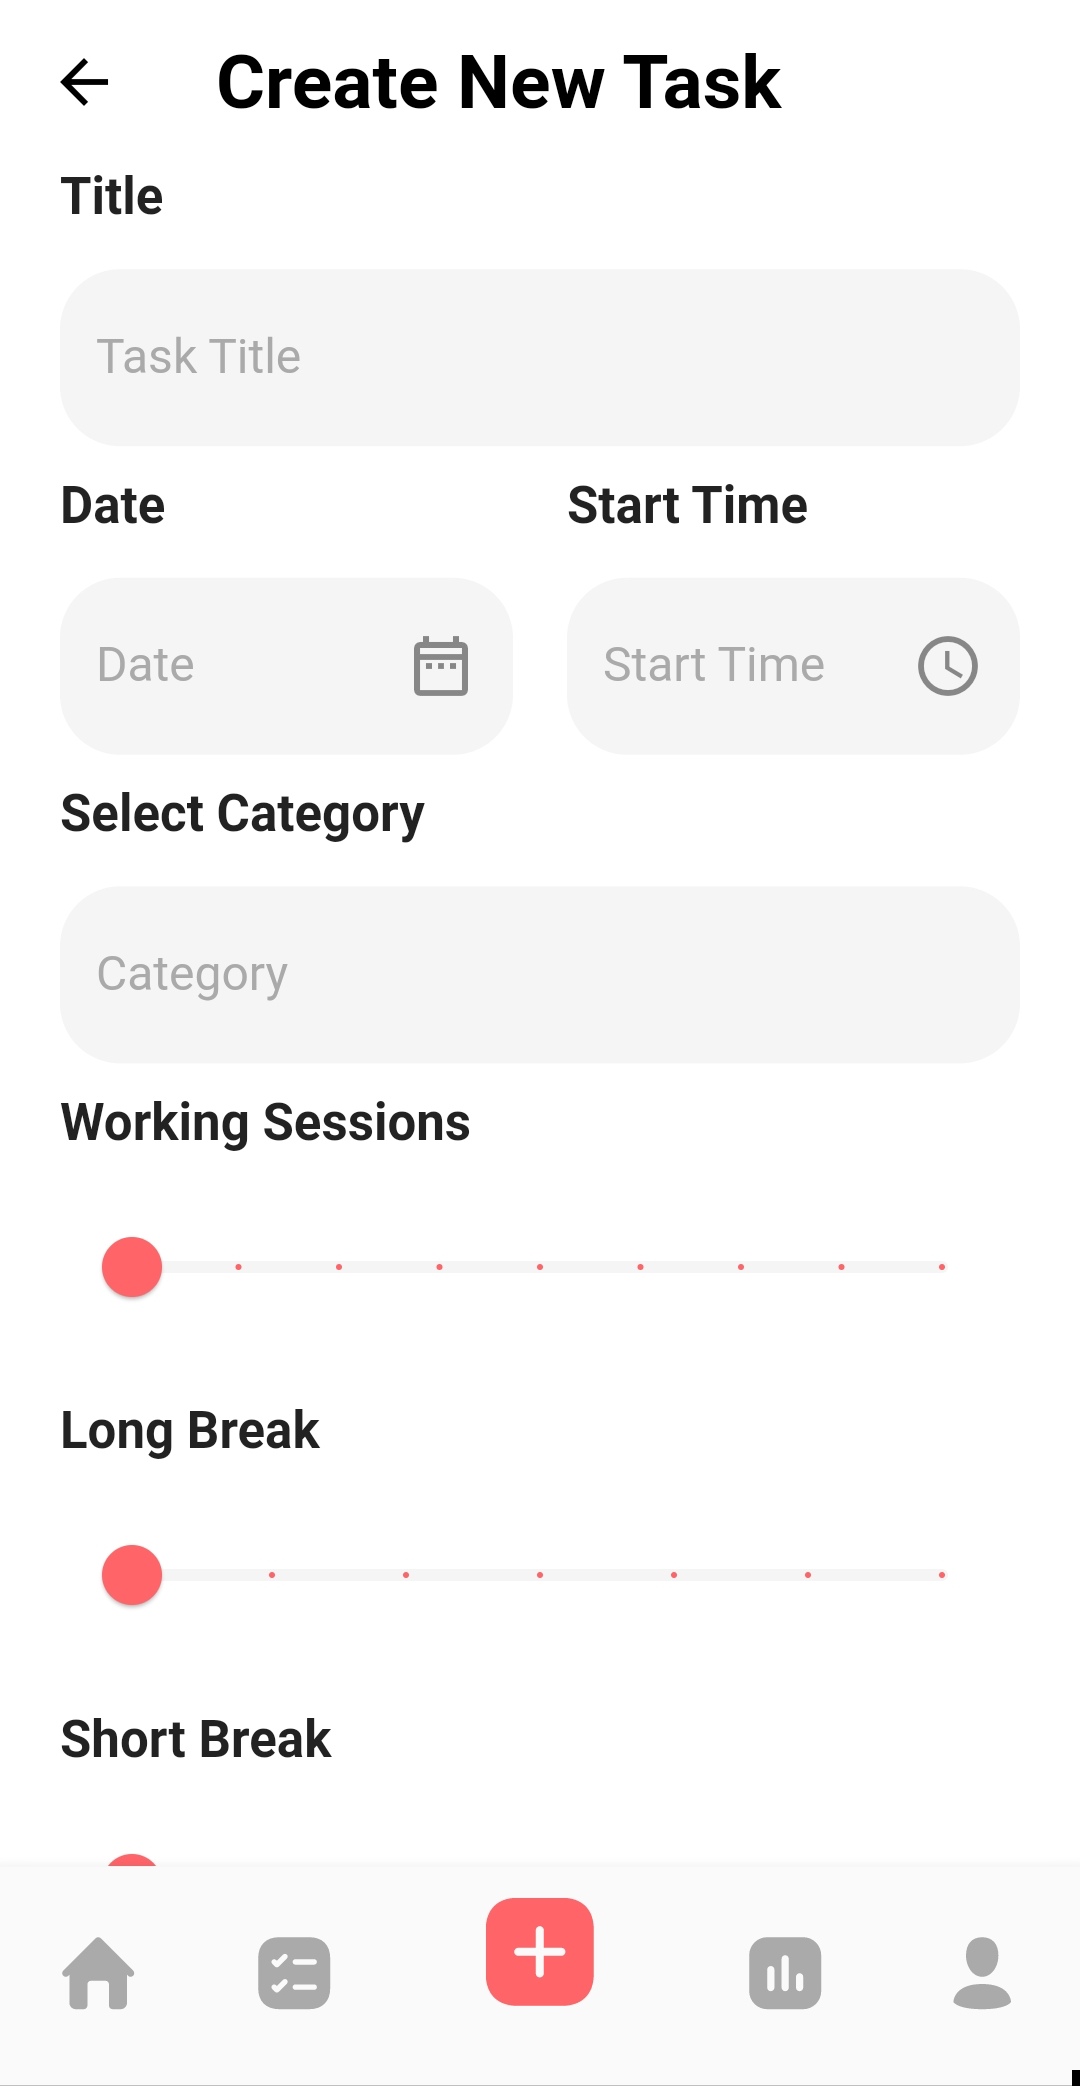 Create New Task
Title
Task Title
Date
Start Time
Date
Start Time
Select Category
Category
Working Sessions
Long Break
Short Break